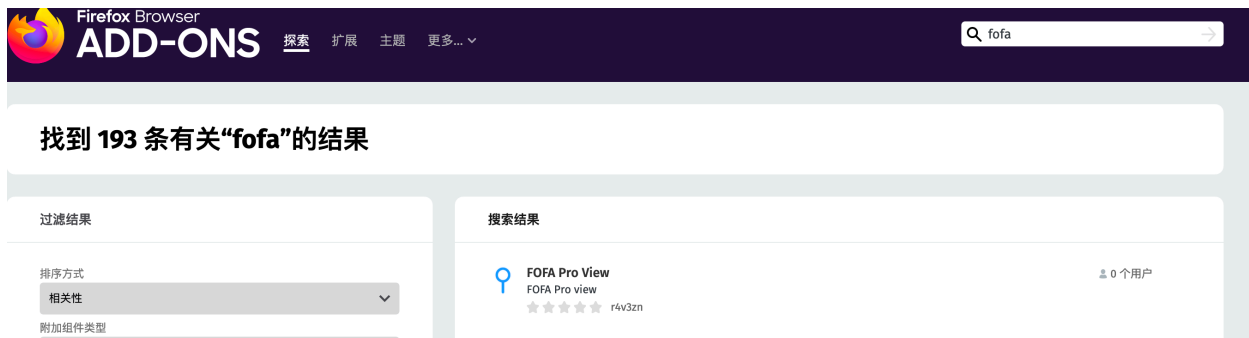 Firefox Browser
ADD-ONS
探索 扩展 主题 更多...
fofa
找到 193 条有关“fofa”的结果
过滤结果
排序方式
相关性
附加组件类型
搜索结果
FOFA Pro View
0 个用户
FOFA Pro view
r4v3zn